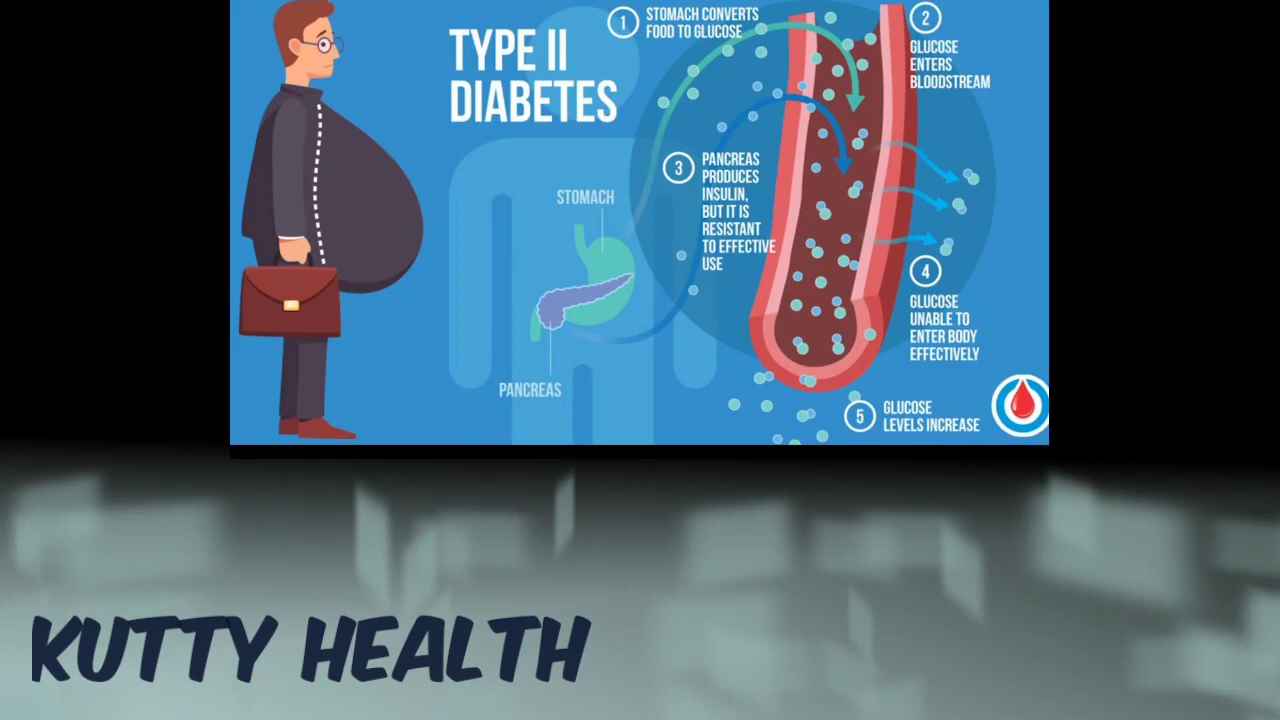 TYPE II
DIABETES
1
STOMACH CONVERTS
FOOD TO GLUCOSE
2
GLUCOSE
ENTERS
BLOODSTREAM
3
PANCREAS
PRODUCES
INSULIN,
BUT IT IS
RESISTANT
TO EFFECTIVE
USE
STOMACH
PANCREAS
4
GLUCOSE
UNABLE TO
ENTER BODY
EFFECTIVELY
5
GLUCOSE
LEVELS INCREASE
KUTTY HEALTH